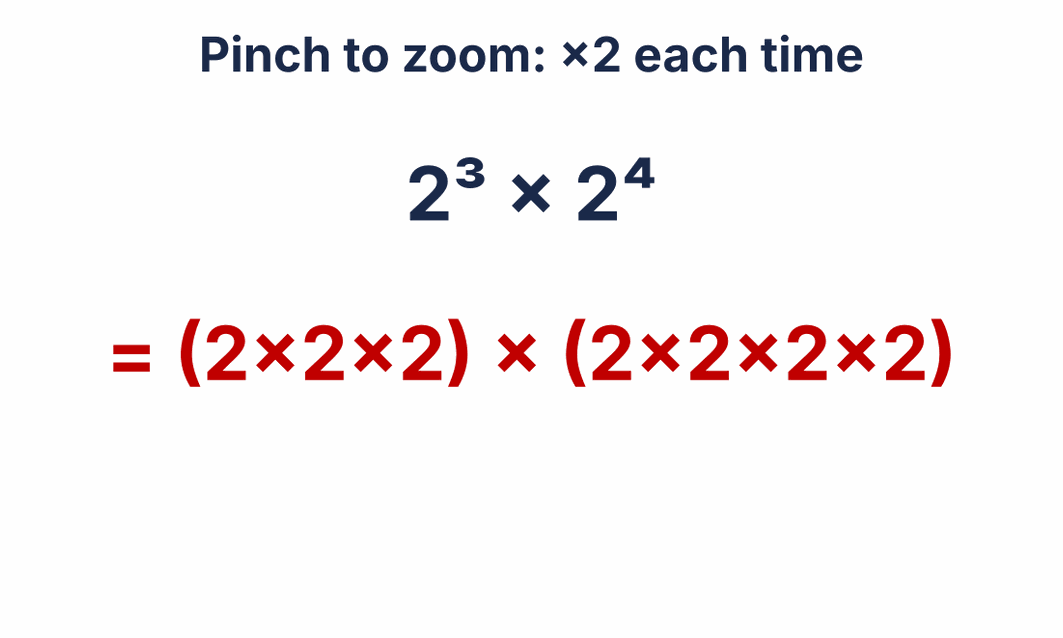 Pinch to zoom: ×2 each time
2³ × 2⁴
= (2×2×2) × (2×2×2×2)